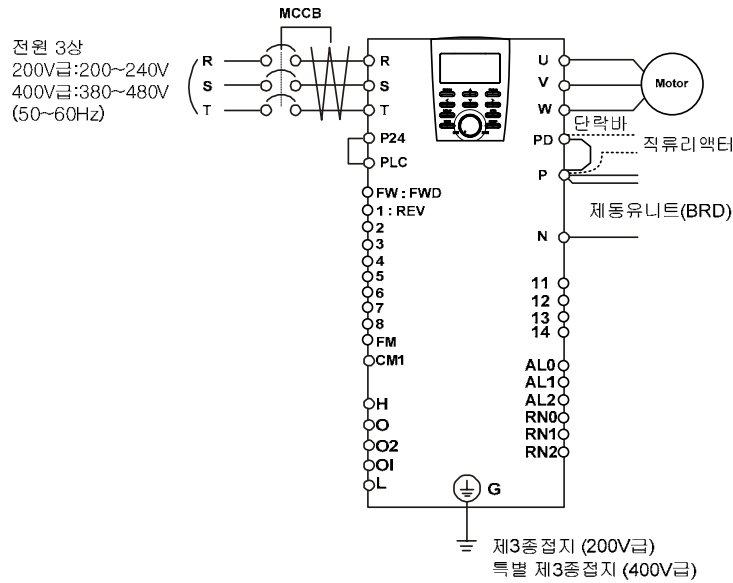 MCCB
전원 3상
200V급:200~240V
400V급:380~480V
(50~60Hz)
R
S
T
R
S
T
P24
PLC
FW : FWD
1 : REV
2
3
4
5
6
7
8
FM
CM1
H
O
O2
OI
L
U
V
W
Motor
PD
단락바
직류리액터
P
제동유니트(BRD)
N
11
12
13
14
AL0
AL1
AL2
RN0
RN1
RN2
G
제3종접지 (200V급)
특별 제3종접지 (400V급)